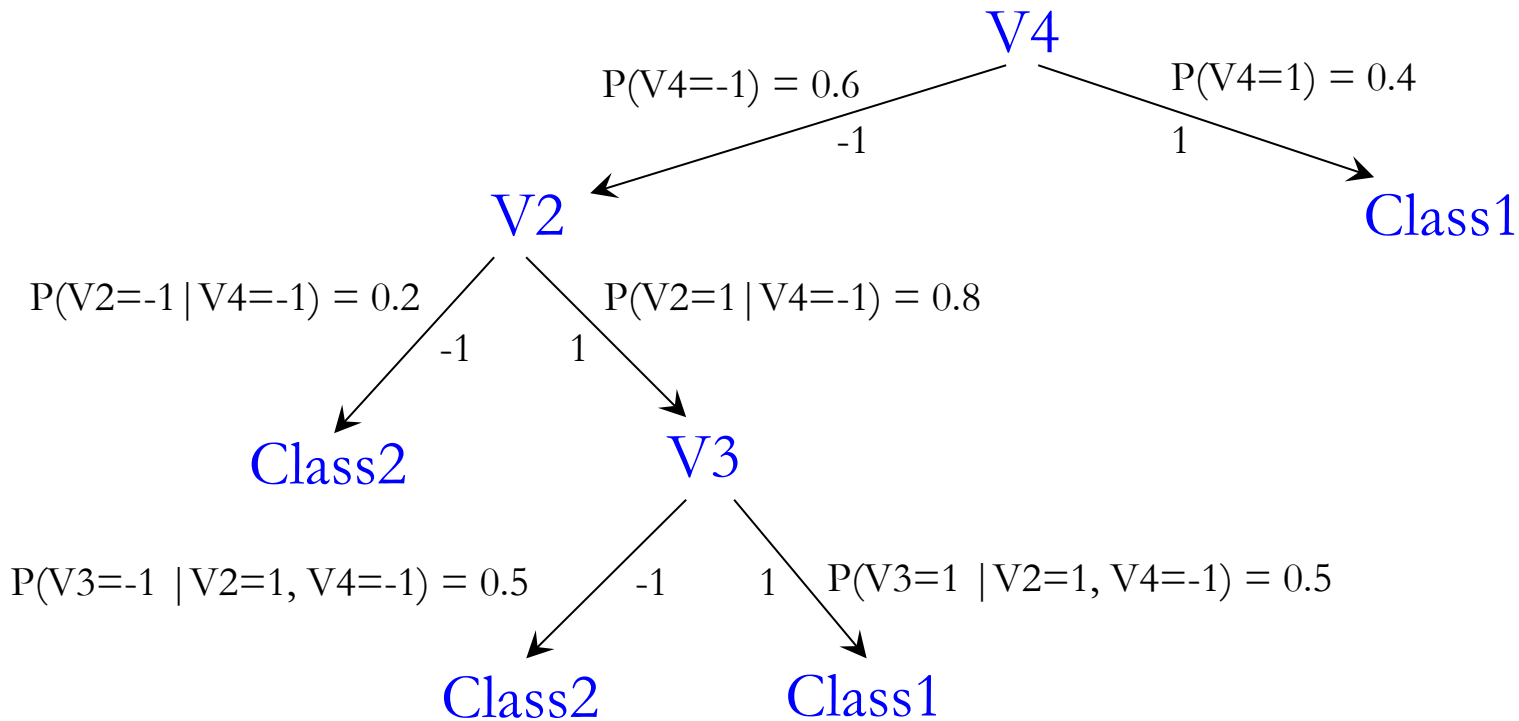 V4
P(V4=-1) = 0.6
P(V4=1) = 0.4
-1
1
V2
Class1
P(V2=-1|V4=-1) = 0.2
P(V2=1|V4=-1) = 0.8
-1
1
Class2
V3
P(V3=-1 |V2=1, V4=-1) = 0.5
-1
1
P(V3=1 |V2=1, V4=-1) = 0.5
Class2
Class1